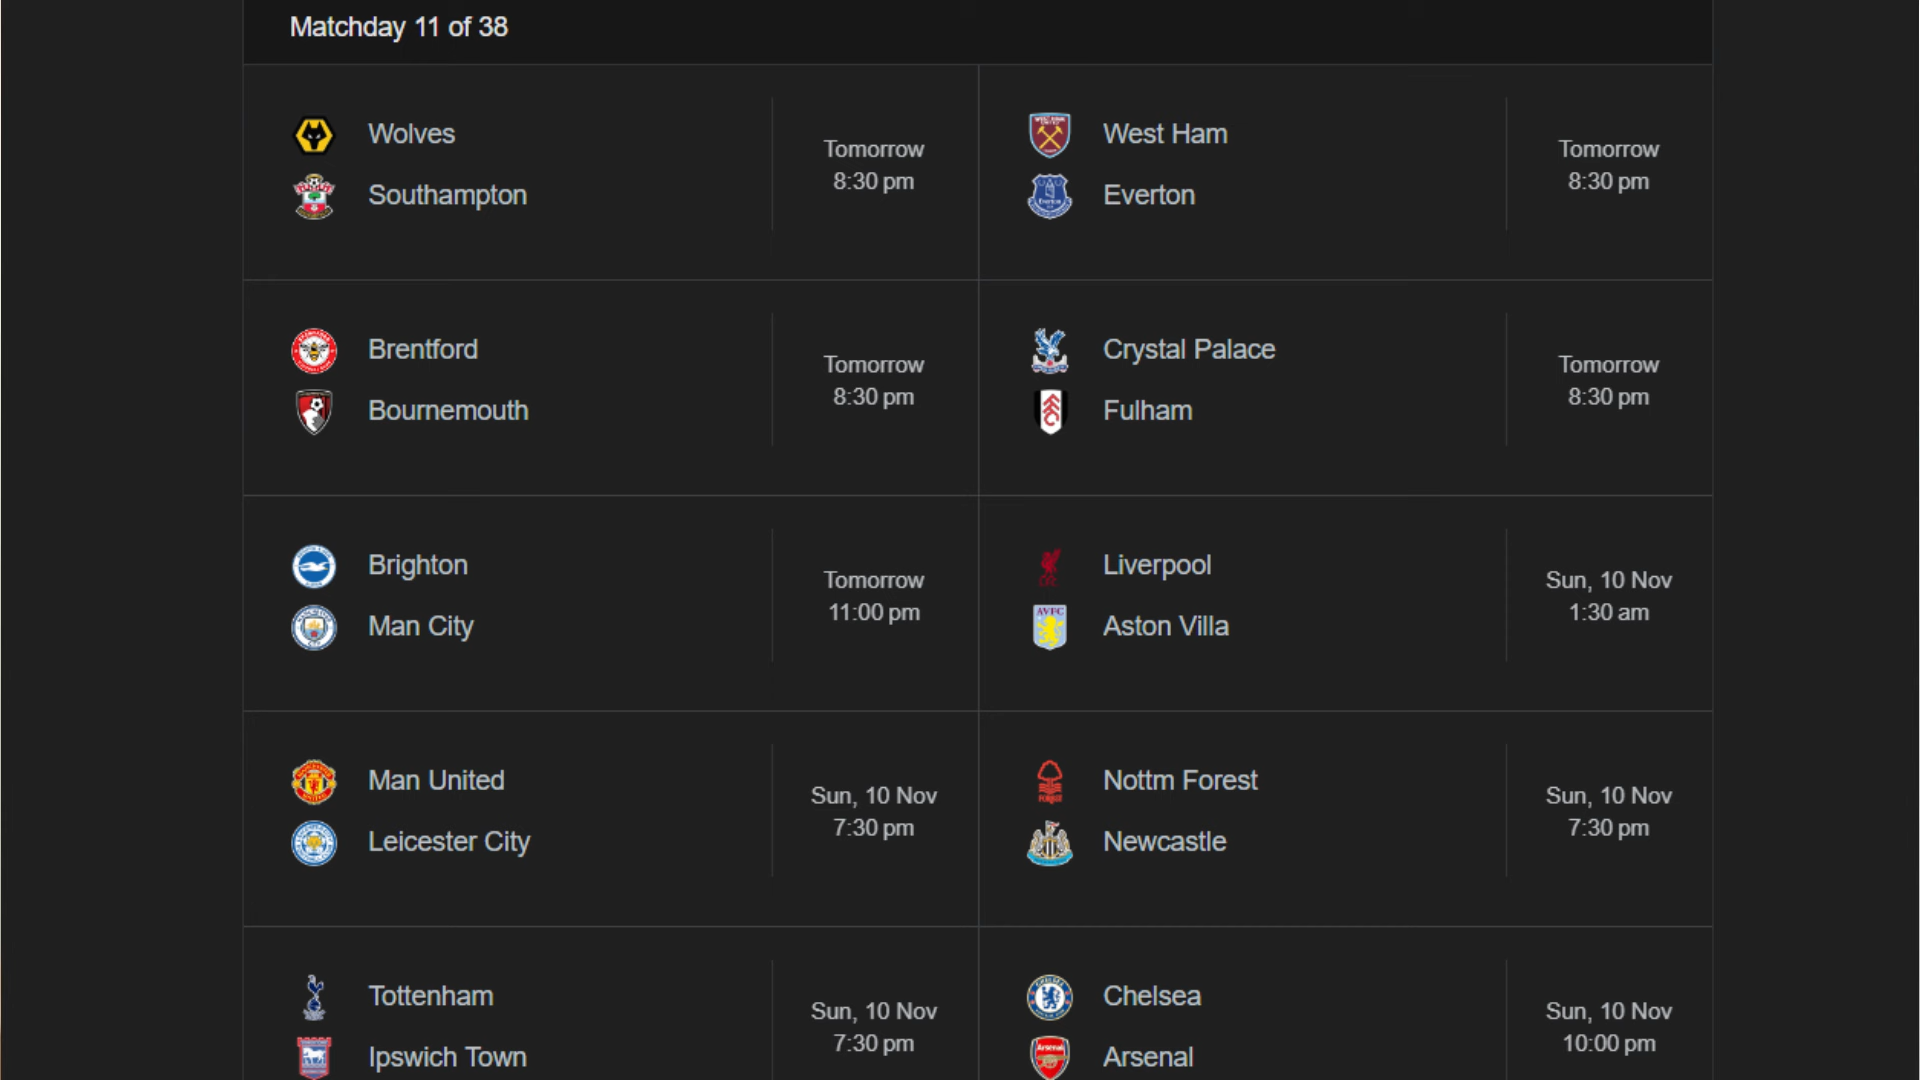 Matchday 11 of 38
Wolves
Southampton
Tomorrow
8:30 pm
West Ham
Everton
Tomorrow
8:30 pm
Brentford
Bournemouth
Tomorrow
8:30 pm
Crystal Palace
Fulham
Tomorrow
8:30 pm
Brighton
Man City
Tomorrow
11:00 pm
Liverpool
AVFC
Aston Villa
Sun, 10 Nov
1:30 am
Man United
Leicester City
Sun, 10 Nov
7:30 pm
Nottm Forest
Newcastle
Sun, 10 Nov
7:30 pm
Tottenham
Ipswich Town
Sun, 10 Nov
7:30 pm
Chelsea
Arsenal
Arsenal
Sun, 10 Nov
10:00 pm